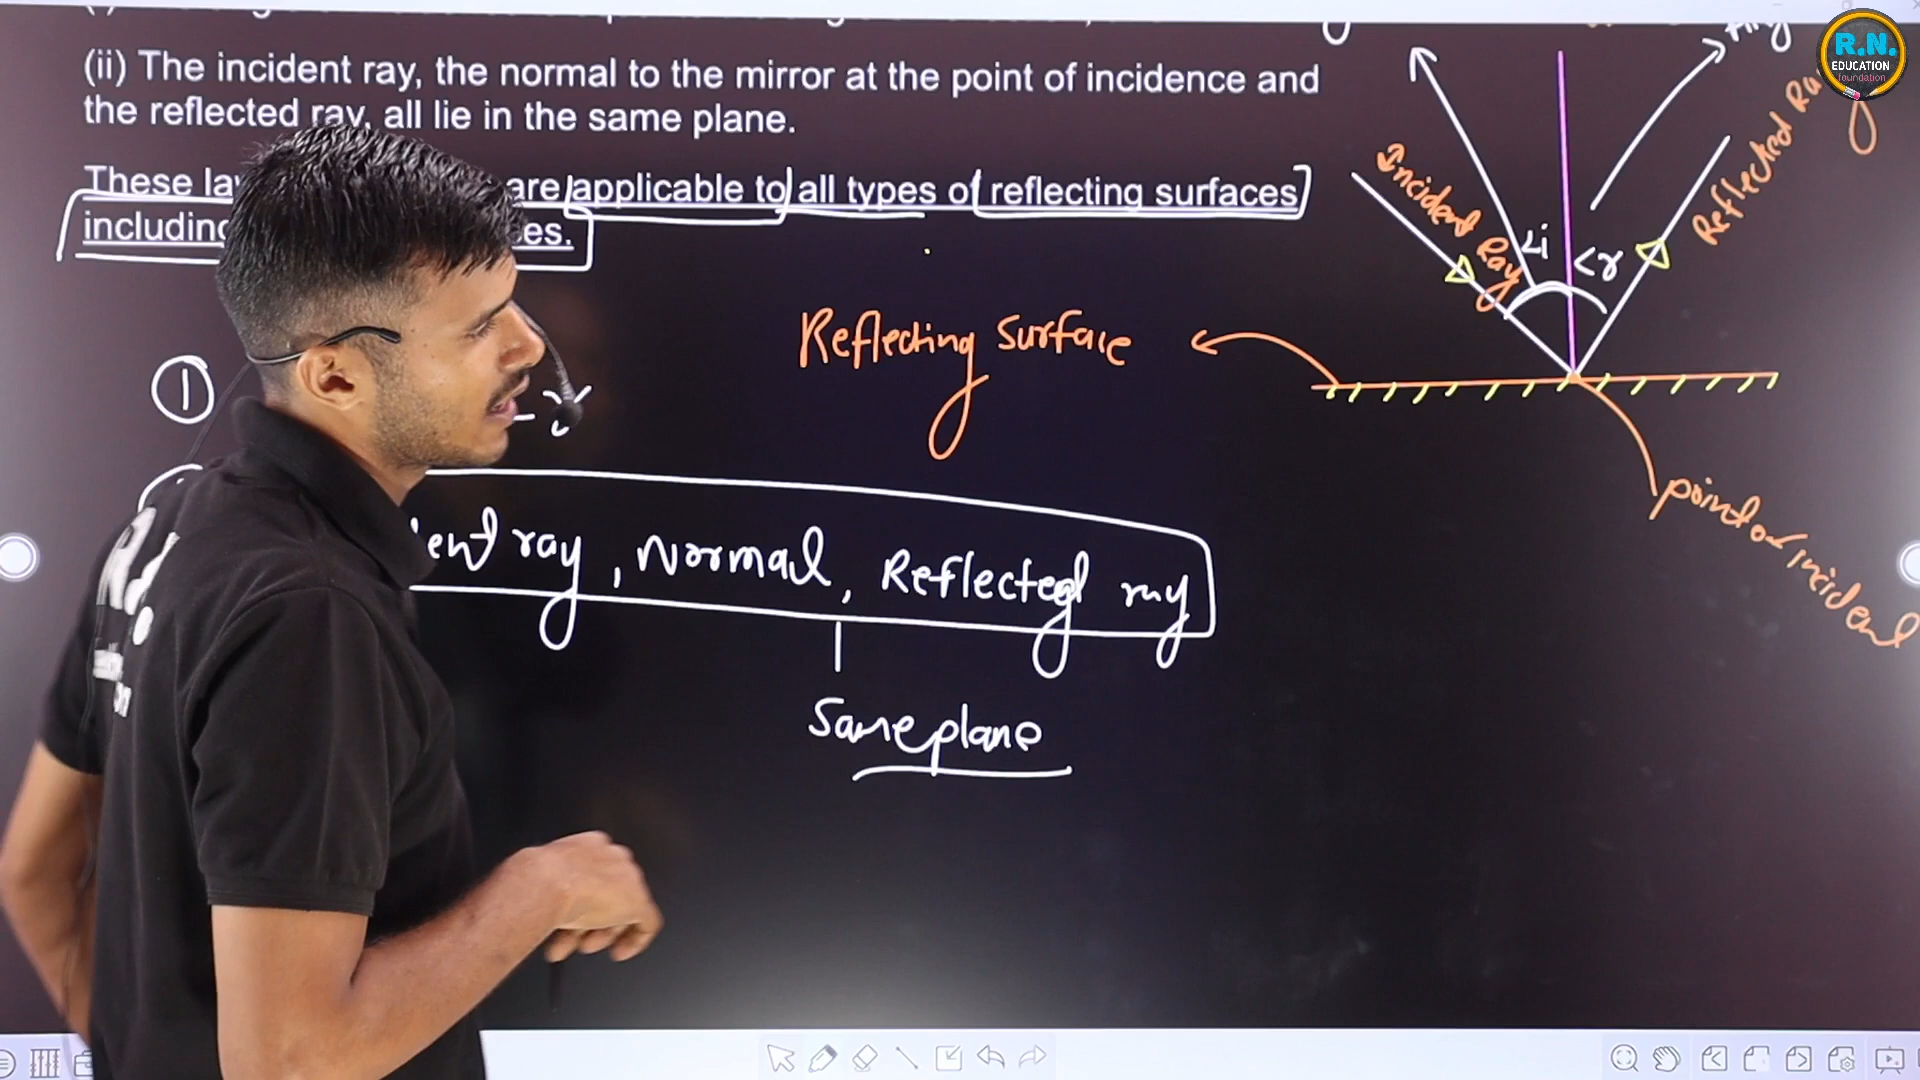 (ii) The incident ray, the normal to the mirror at the point of incidence and
the reflected ray, all lie in the same plane.
These la are applicable to all types of reflecting surfaces
including es.
R.N.
EDUCATION
foundation
Incident Ray
Reflected Ra
<i
<r
Reflecting surface
1
ent ray, Normal, Reflected ray
Same plane
point of incident